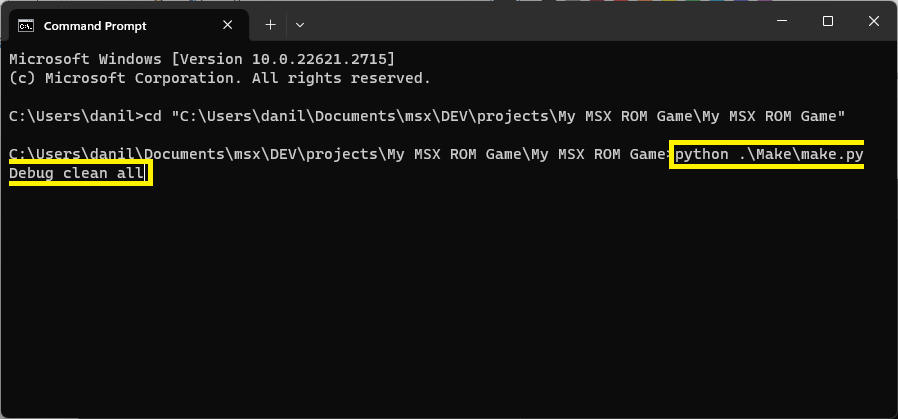 Command Prompt
Microsoft Windows [Version 10.0.22621.2715]
(c) Microsoft Corporation. All rights reserved.
C:\Users\danil>cd "C:\Users\danil\Documents\msx\DEV\projects\My MSX ROM Game\My MSX ROM Game"
C:\Users\danil\Documents\msx\DEV\projects\My MSX ROM Game\My MSX ROM Game>python .\Make\make.py
Debug clean all